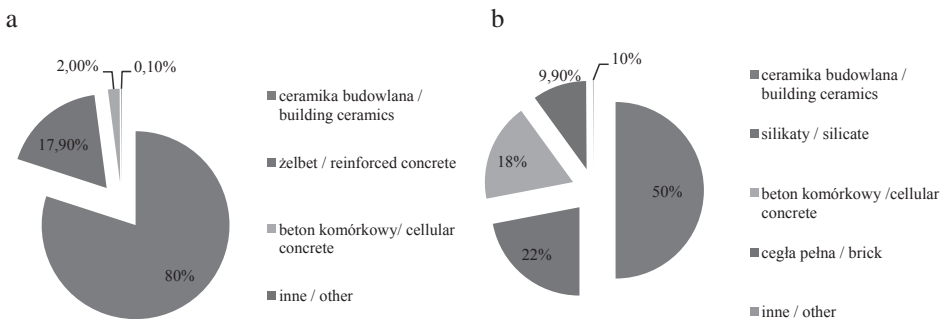 a
2,00%
0,10%
17,90%
80%
ceramika budowlana /
building ceramics
żelbet / reinforced concrete
beton komórkowy/ cellular
concrete
inne / other
b
9,90%
10%
18%
50%
22%
ceramika budowlana /
building ceramics
silikaty / silicate
beton komórkowy /cellular
concrete
cegła pełna / brick
inne / other